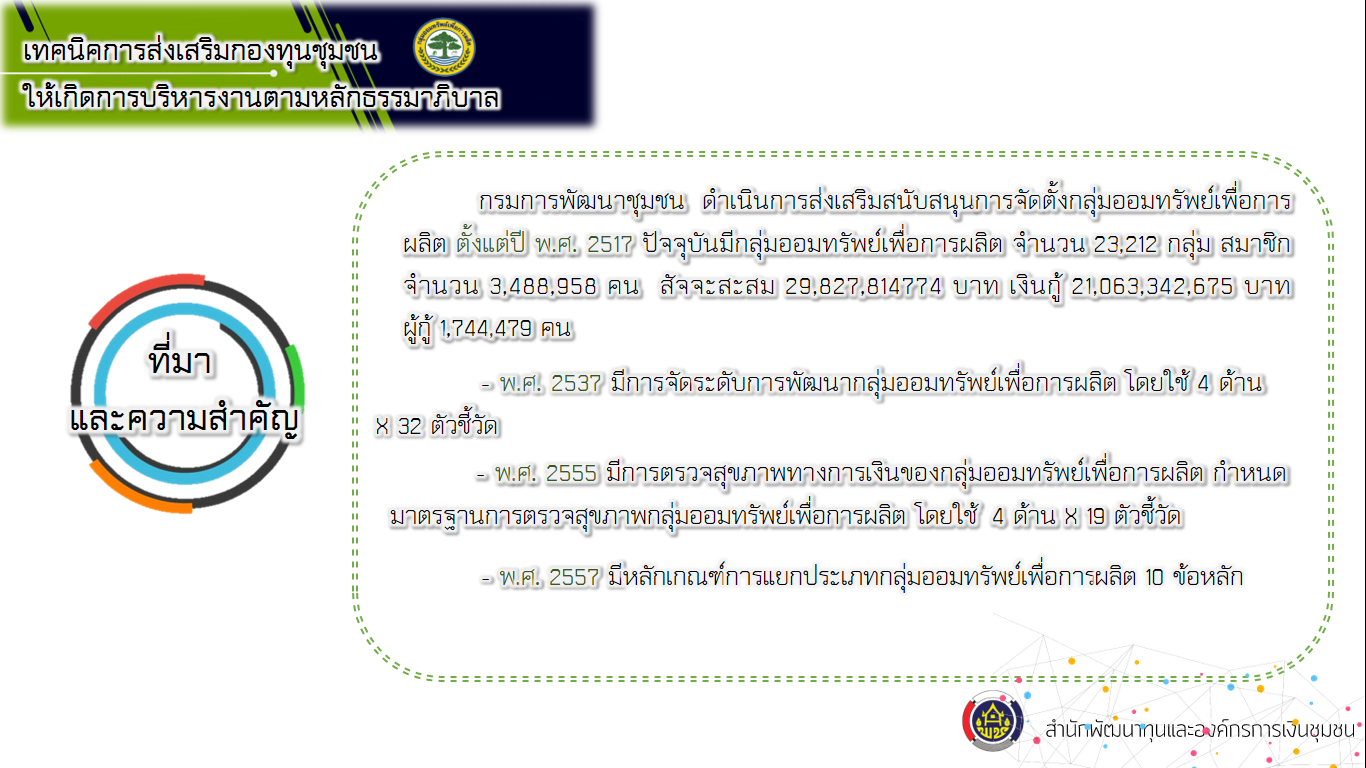 เทคนิคการส่งเสริมกองทุนชุมชน
ให้เกิดการบริหารงานตามหลักธรรมาภิบาล
ที่มา
และความสำคัญ
กรมการพัฒนาชุมชน ดำเนินการส่งเสริมสนับสนุนการจัดตั้งกลุ่มออมทรัพย์เพื่อการ
ผลิต ตั้งแต่ปี พ.ศ. 2517 ปัจจุบันมีกลุ่มออมทรัพย์เพื่อการผลิต จำนวน 23,212 กลุ่ม สมาชิก
จำนวน 3,488,958 คน สัจจะสะสม 29,827,814774 บาท เงินกู้ 21,063,342,675 บาท
ผู้กู้ 1,744,479 คน
- พ.ศ. 2537 มีการจัดระดับการพัฒนากลุ่มออมทรัพย์เพื่อการผลิต โดยใช้ 4 ด้าน
X 32 ตัวชี้วัด
- พ.ศ. 2555 มีการตรวจสุขภาพทางการเงินของกลุ่มออมทรัพย์เพื่อการผลิต กำหนด
มาตรฐานการตรวจสุขภาพกลุ่มออมทรัพย์เพื่อการผลิต โดยใช้ 4 ด้าน X 19 ตัวชี้วัด
- พ.ศ. 2557 มีหลักเกณฑ์การแยกประเภทกลุ่มออมทรัพย์เพื่อการผลิต 10 ข้อหลัก
สำนักพัฒนาทุนและองค์กรการเงินชุมชน